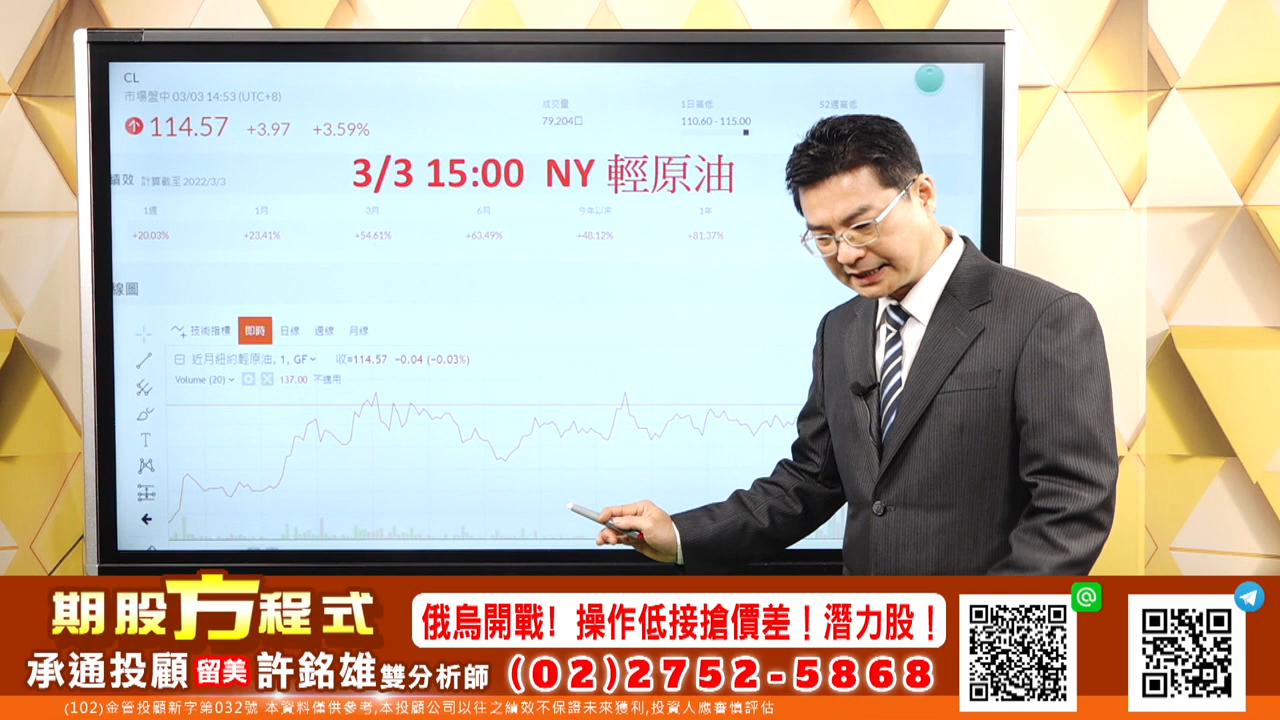 CL
市場盤中 03/03 14:53 (UTC+8)
114.57 +3.97 +3.59%
成交量 1日高低 52週高低
79,204口 110.60 - 115.00
3/3 15:00 NY 輕原油
績效 計算截至 2022/3/3
1週 1月 3月 6月 今年以來 1年
+20.03% +23.41% +54.61% +63.49% +48.12% +81.37%
線圖
技術指標 即時 日線 週線 月線
近月紐約輕原油, 1, GF 收=114.57 -0.04 (-0.03%)
Volume (20) 137.00 不適用
期股方程式
俄烏開戰! 操作低接搶價差!潛力股!
承通投顧 留美 許銘雄 雙分析師 (02)2752-5868
(102)金管投顧新字第032號 本資料僅供參考,本投顧公司以往之績效不保證未來獲利,投資人應審慎評估